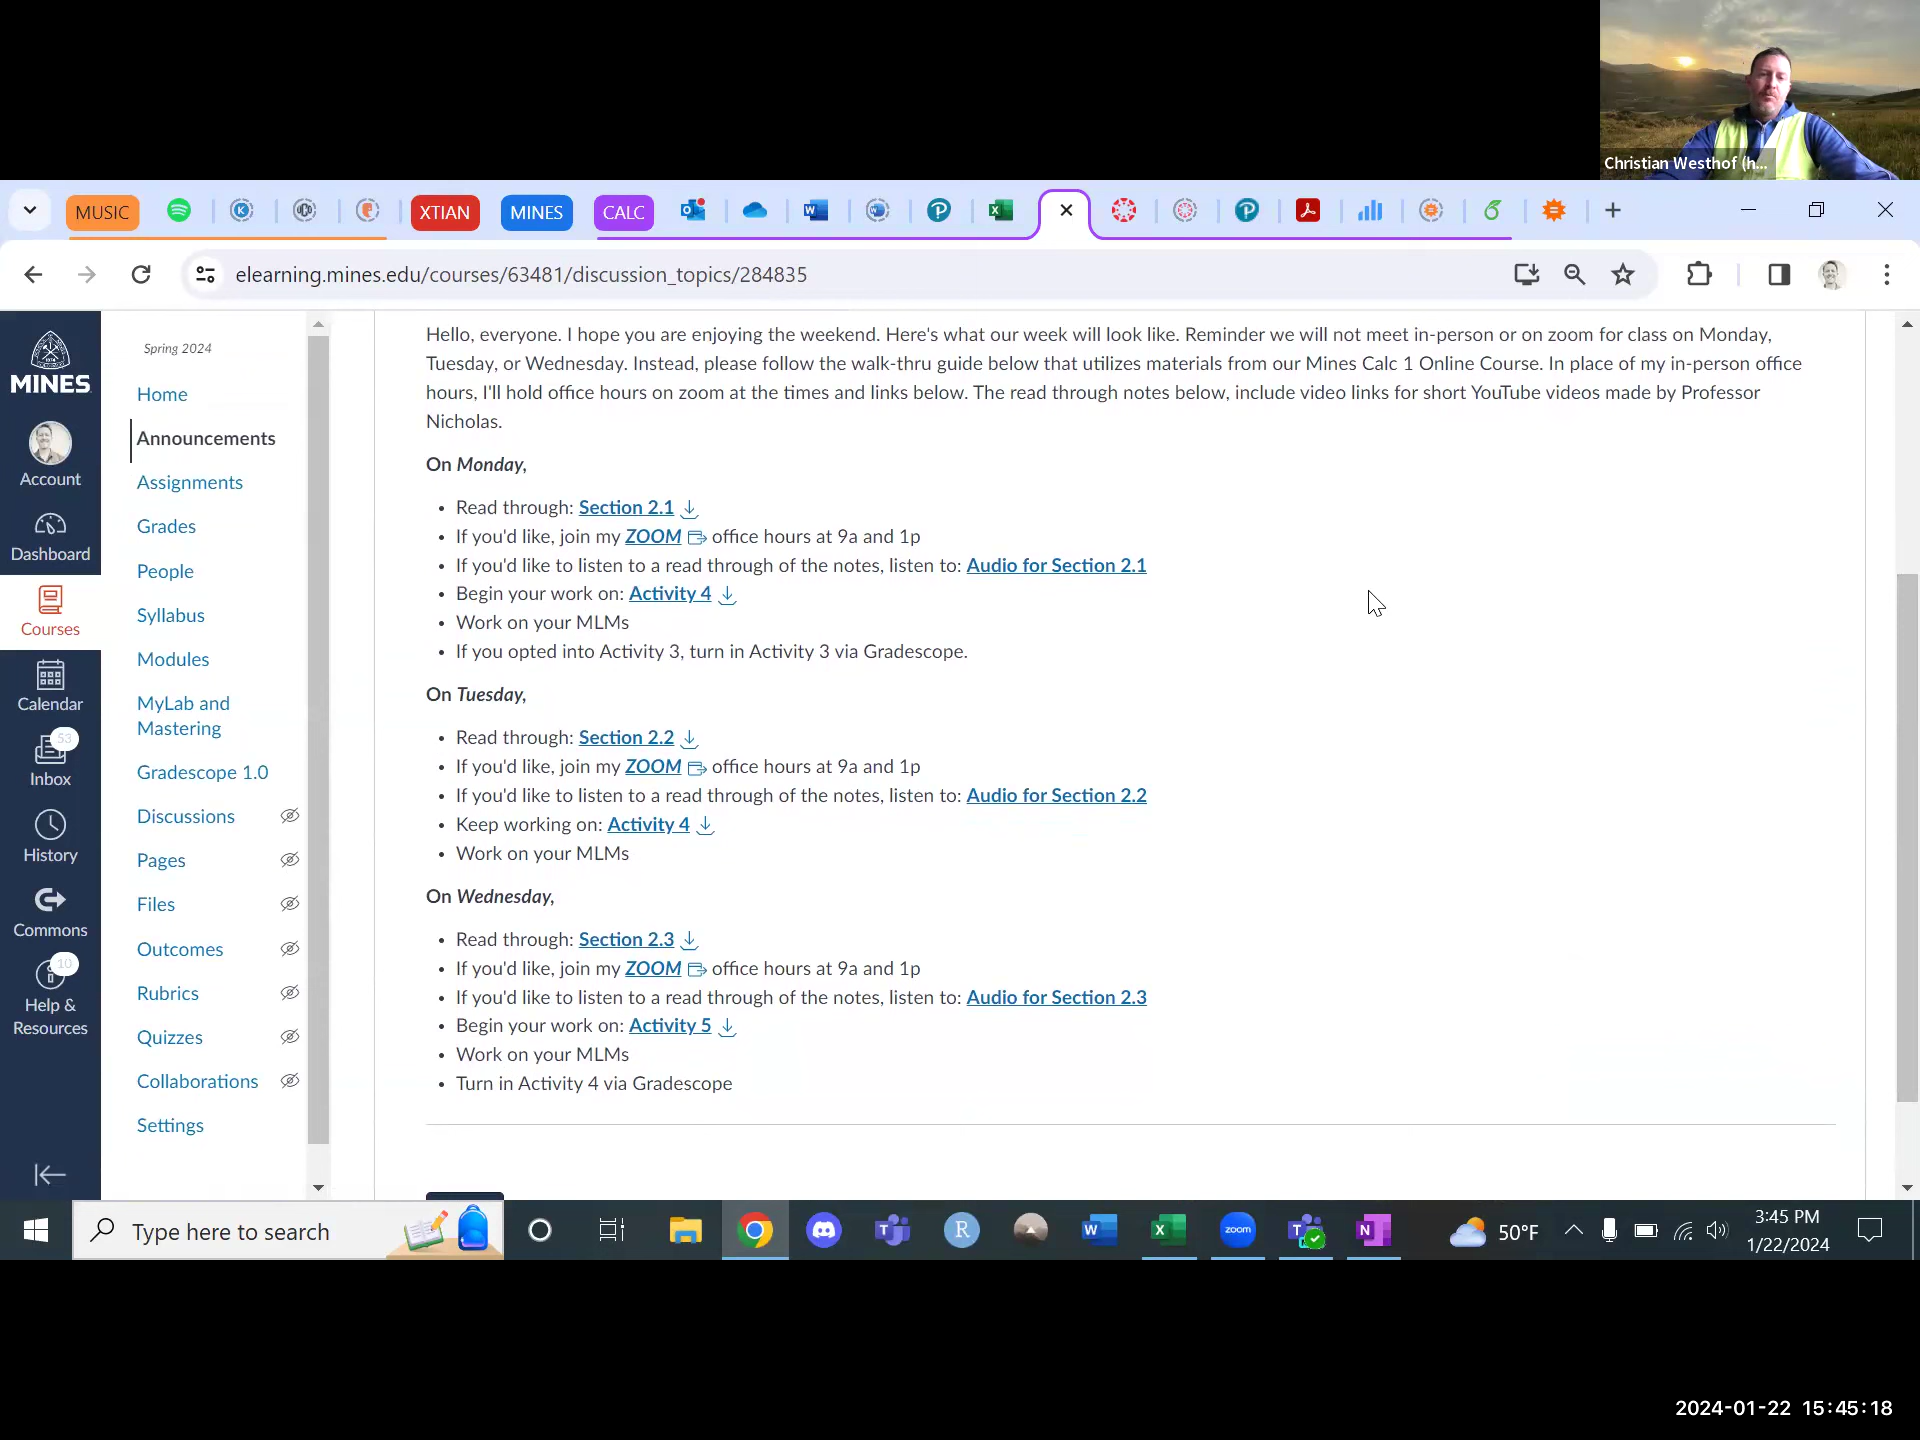 Christian Westhof (h...
MUSIC
XTIAN
MINES
CALC
elearning.mines.edu/courses/63481/discussion_topics/284835
MINES
Account
Dashboard
Courses
Calendar
53
Inbox
History
Commons
10
Help &
Resources
Spring 2024
Home
Announcements
Assignments
Grades
People
Syllabus
Modules
MyLab and
Mastering
Gradescope 1.0
Discussions
Pages
Files
Outcomes
Rubrics
Quizzes
Collaborations
Settings
Hello, everyone. I hope you are enjoying the weekend. Here's what our week will look like. Reminder we will not meet in-person or on zoom for class on Monday,
Tuesday, or Wednesday. Instead, please follow the walk-thru guide below that utilizes materials from our Mines Calc 1 Online Course. In place of my in-person office
hours, I'll hold office hours on zoom at the times and links below. The read through notes below, include video links for short YouTube videos made by Professor
Nicholas.
On Monday,
• Read through: Section 2.1
• If you'd like, join my ZOOM office hours at 9a and 1p
• If you'd like to listen to a read through of the notes, listen to: Audio for Section 2.1
• Begin your work on: Activity 4
• Work on your MLMs
• If you opted into Activity 3, turn in Activity 3 via Gradescope.
On Tuesday,
• Read through: Section 2.2
• If you'd like, join my ZOOM office hours at 9a and 1p
• If you'd like to listen to a read through of the notes, listen to: Audio for Section 2.2
• Keep working on: Activity 4
• Work on your MLMs
On Wednesday,
• Read through: Section 2.3
• If you'd like, join my ZOOM office hours at 9a and 1p
• If you'd like to listen to a read through of the notes, listen to: Audio for Section 2.3
• Begin your work on: Activity 5
• Work on your MLMs
• Turn in Activity 4 via Gradescope
Type here to search
zoom
50°F
3:45 PM
1/22/2024
2024-01-22 15:45:18